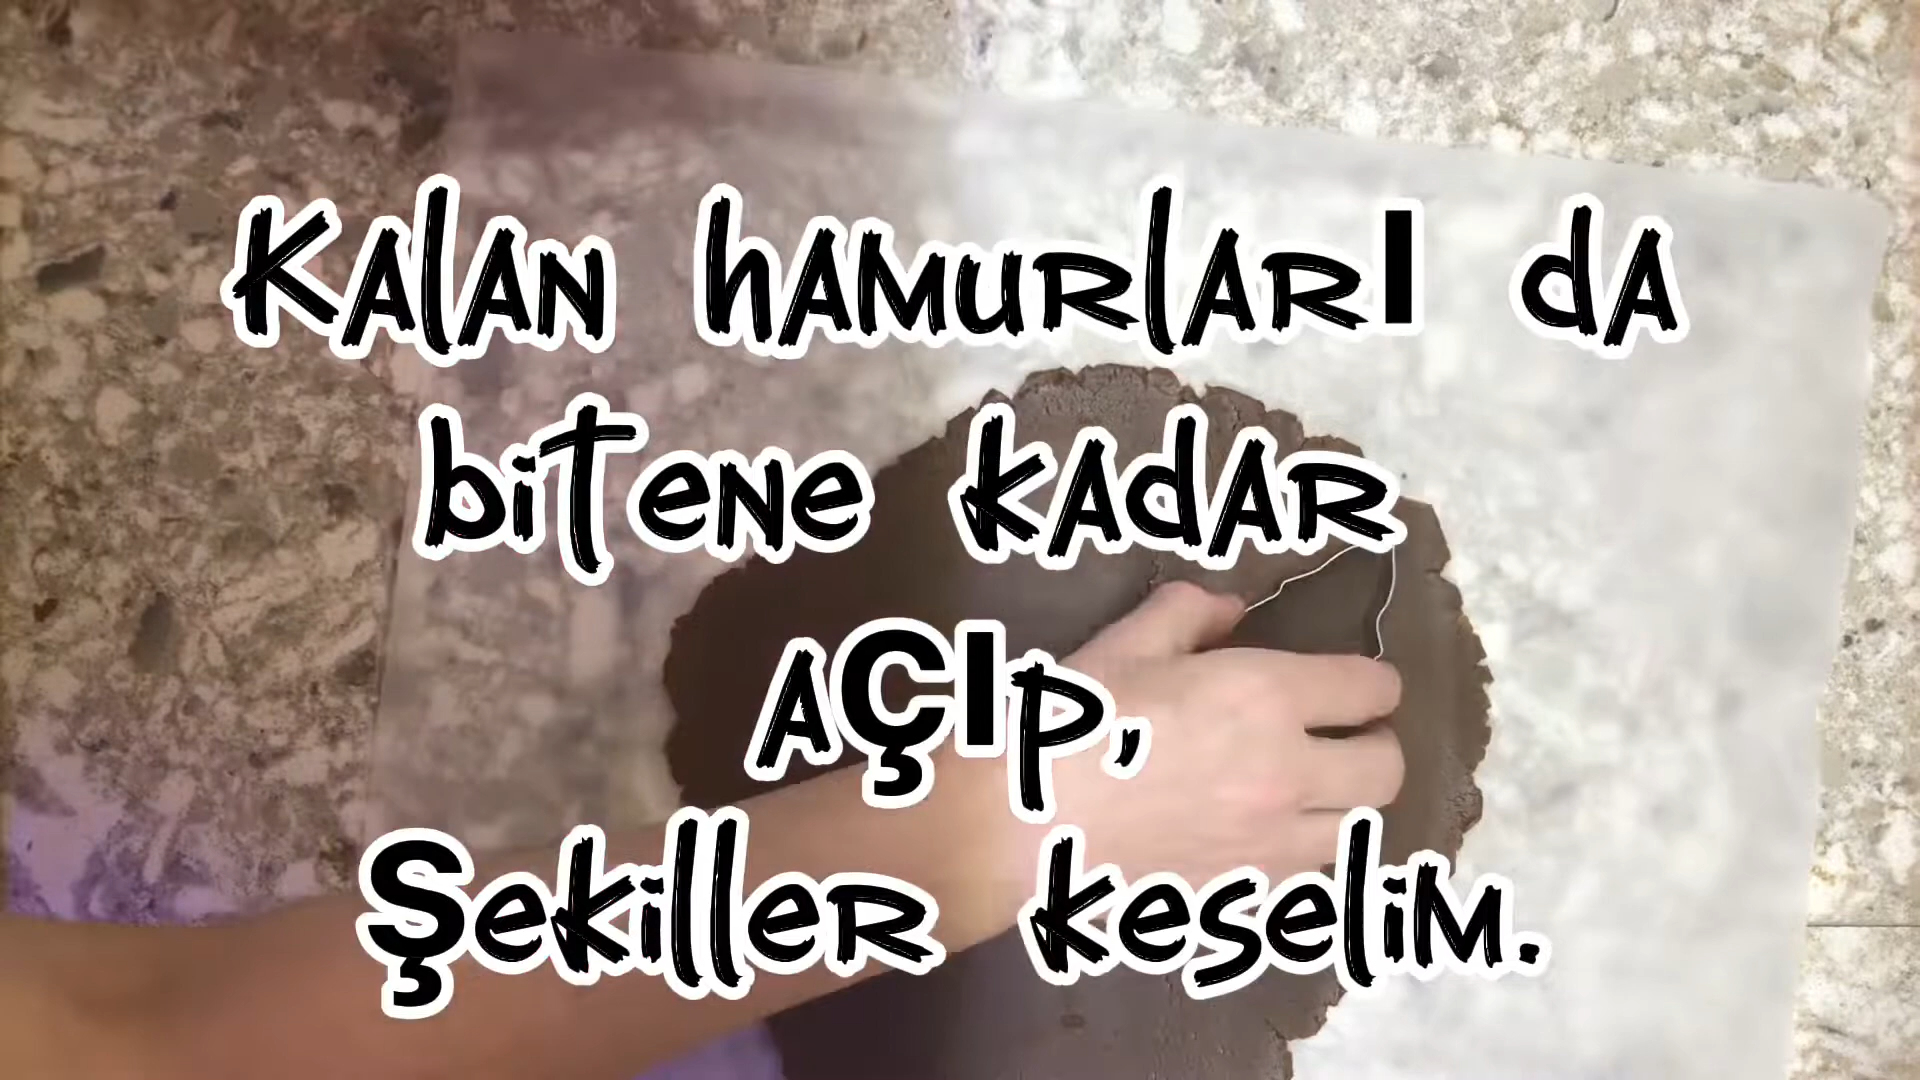 Kalan hamurları da
bitene kadar
açıp,
Şekiller keselim.